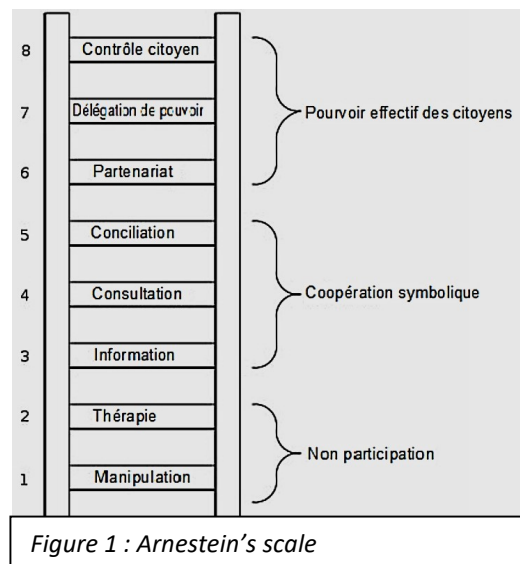 8 Contrôle citoyen
7 Délégation de pouvoir Pourvoir effectif des citoyens
6 Partenariat
5 Conciliation
4 Consultation Coopération symbolique
3 Information
2 Thérapie
Non participation
1 Manipulation
Figure 1 : Arnestein’s scale